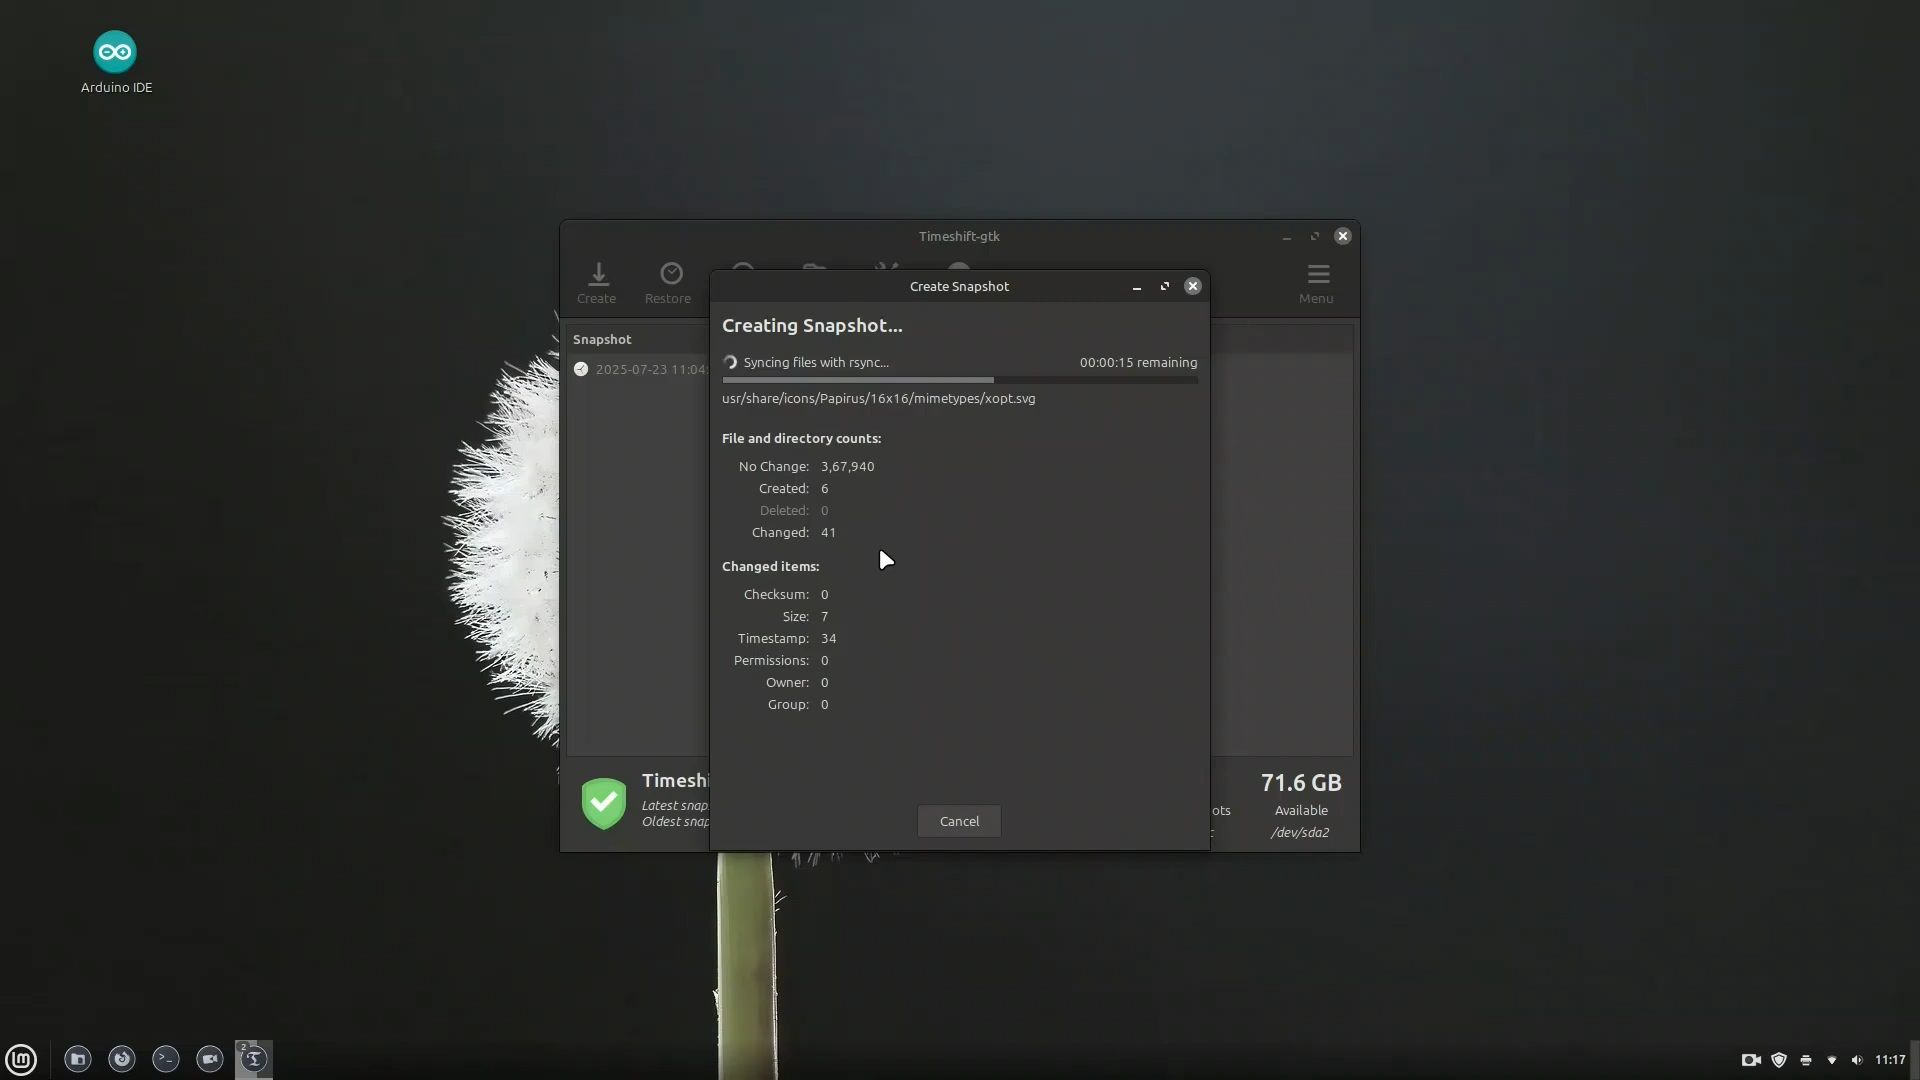 Arduino IDE
Timeshift-gtk
Create
Restore
Menu
Create Snapshot
Creating Snapshot...
Snapshot
Syncing files with rsync...
00:00:15 remaining
2025-07-23 11:04:
usr/share/icons/Papirus/16x16/mimetypes/xopt.svg
File and directory counts:
No Change: 3,67,940
Created: 6
Deleted: 0
Changed: 41
Changed items:
Checksum: 0
Size: 7
Timestamp: 34
Permissions: 0
Owner: 0
Group: 0
Timeshi
Latest snap
Oldest snap
Cancel
71.6 GB
ots
Available
/dev/sda2
2
11:17